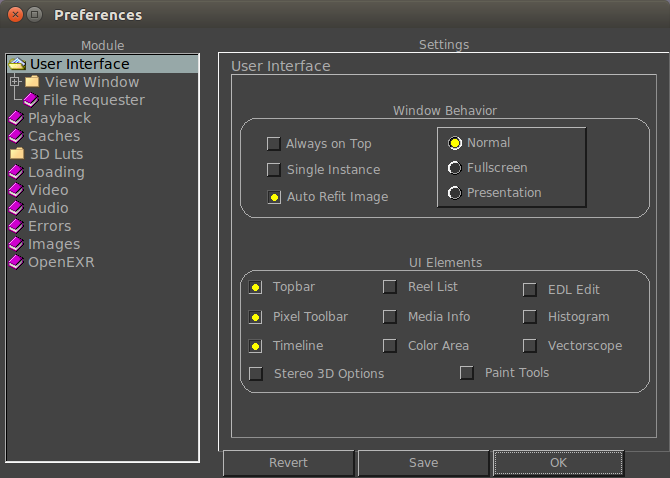 Preferences
Module
Settings
User Interface
View Window
File Requester
Playback
Caches
3D Luts
Loading
Video
Audio
Errors
Images
OpenEXR
User Interface
Window Behavior
Always on Top
Single Instance
Auto Refit Image
Normal
Fullscreen
Presentation
UI Elements
Topbar Reel List EDL Edit
Pixel Toolbar Media Info Histogram
Timeline Color Area Vectorscope
Stereo 3D Options Paint Tools
Revert Save OK